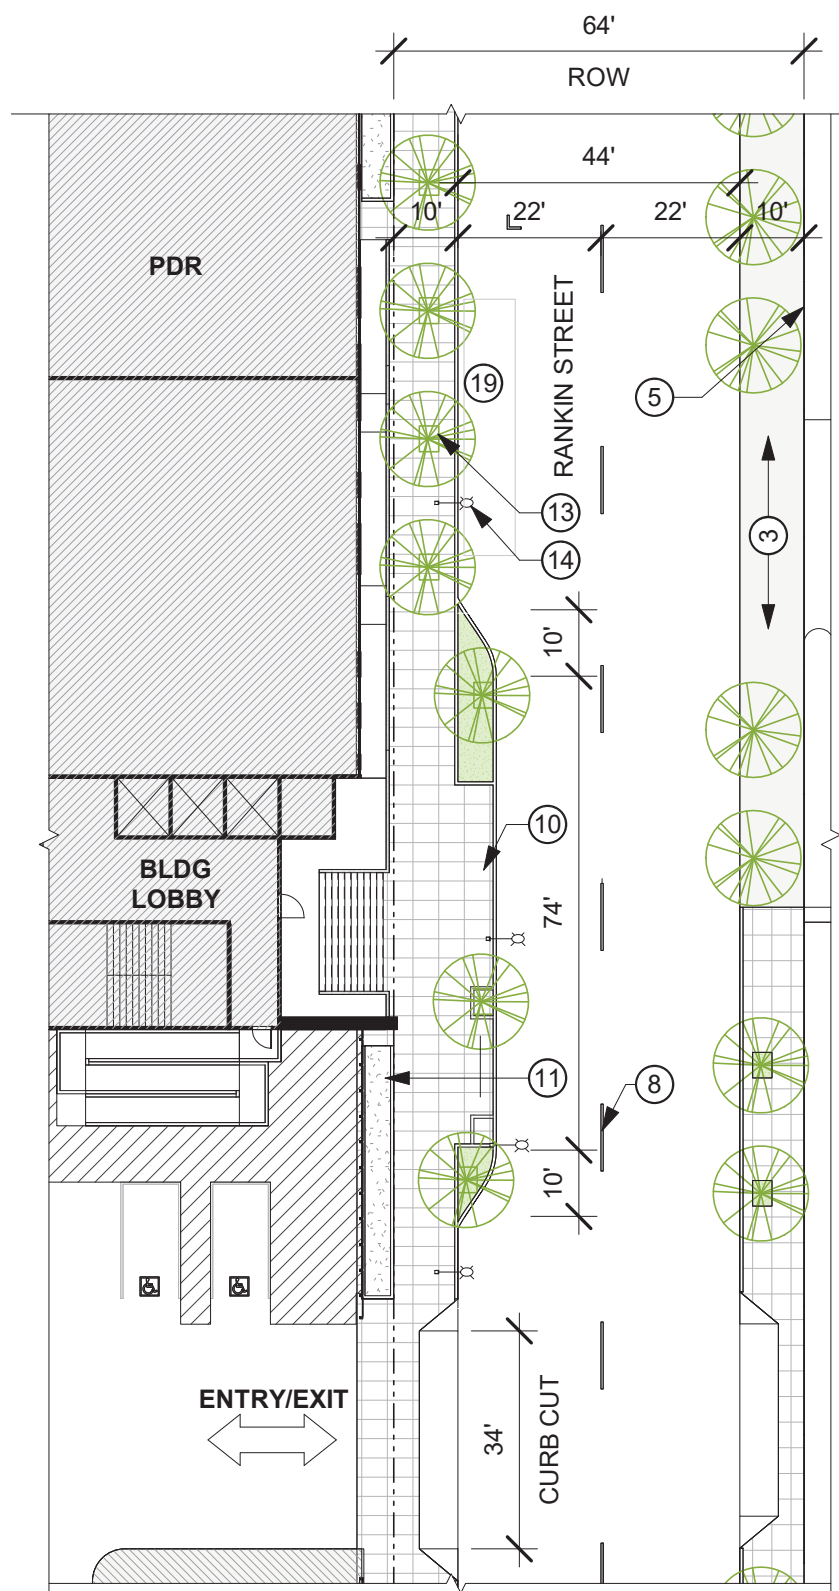 64'
ROW
44'
10'
22'
22'
10'
PDR
RANKIN STREET
19
5
13
3
14
10'
10
BLDG
LOBBY
74'
11
8
10'
ENTRY/EXIT
34'
CURB CUT